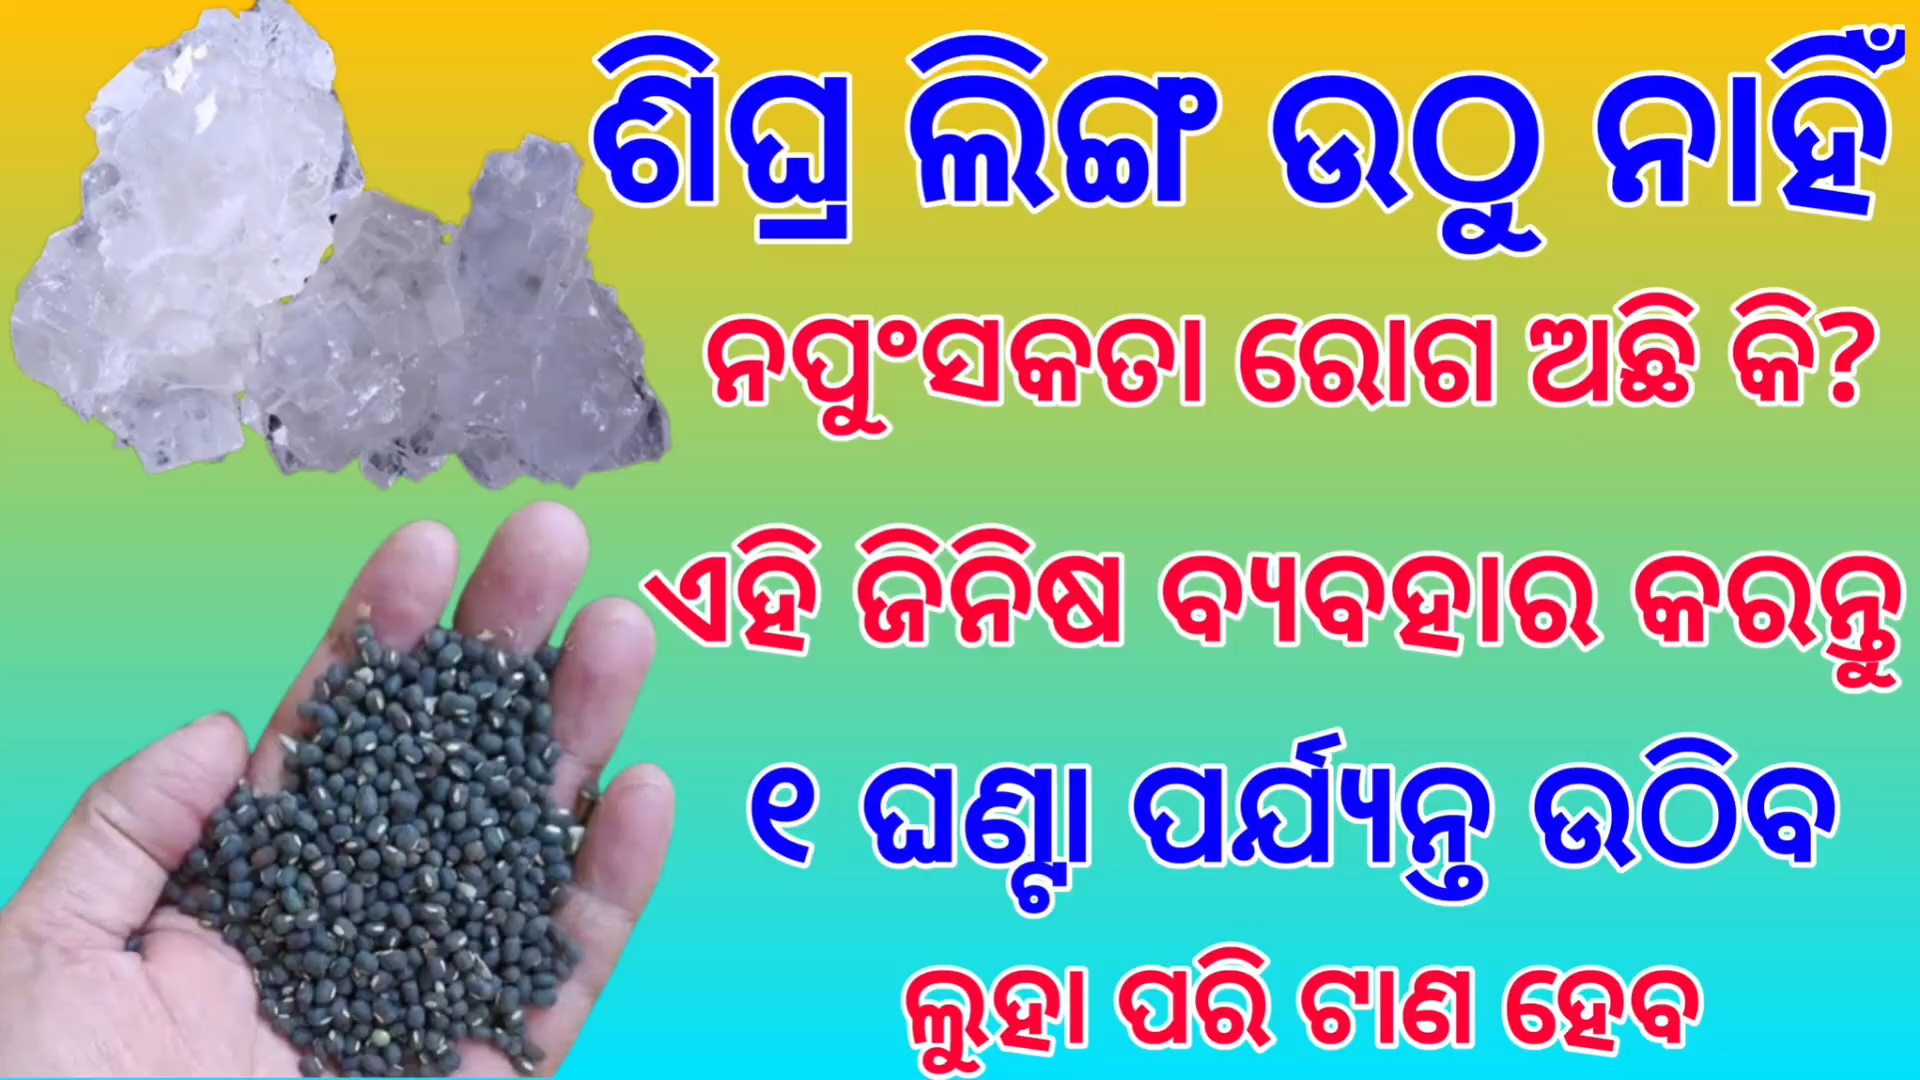 ଶିଘ୍ର ଲିଙ୍ଗ ଉଠୁ ନାହିଁ
ନପୁଂସକତା ରୋଗ ଅଛି କି?
ଏହି ଜିନିଷ ବ୍ୟବହାର କରନ୍ତୁ
୧ ଘଣ୍ଟା ପର୍ଯ୍ୟନ୍ତ ଉଠିବ
ଲୁହା ପରି ଟାଣ ହେବ